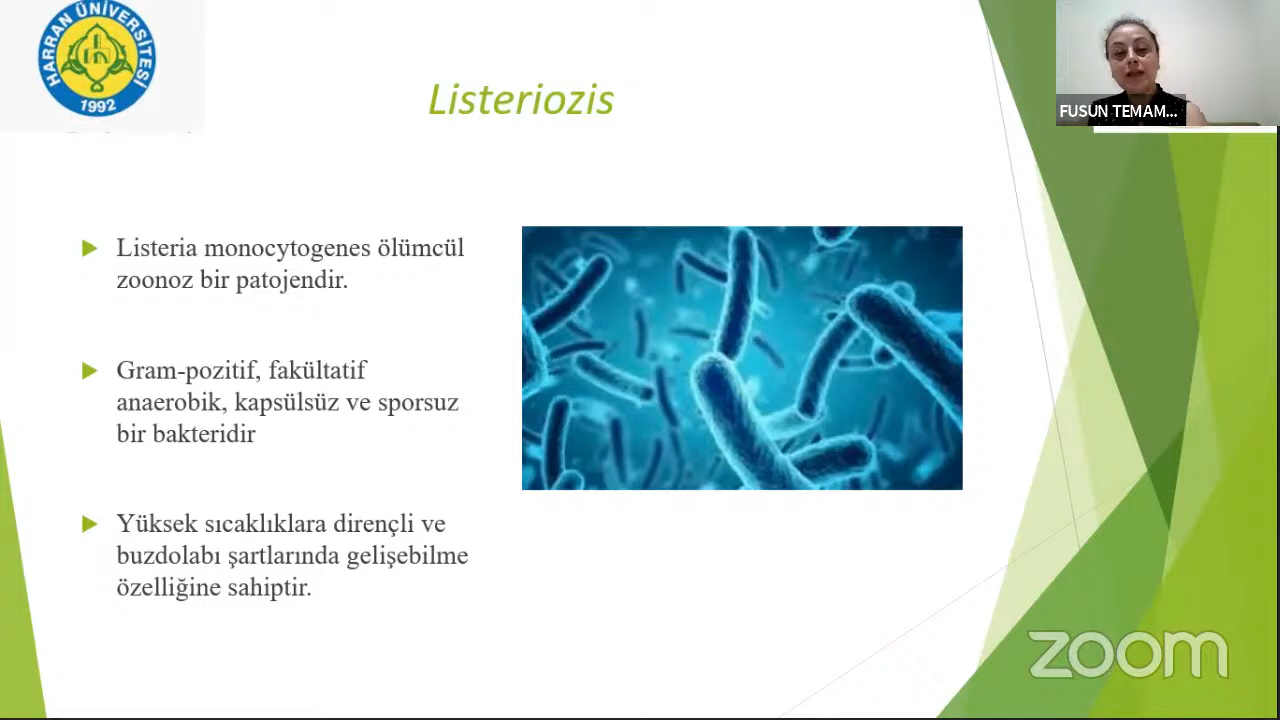 HARRAN ÜNİVERSİTESİ
1992
FUSUN TEMAM...
Listeriozis
Listeria monocytogenes ölümcül
zoonoz bir patojendir.
Gram-pozitif, fakültatif
anaerobik, kapsülsüz ve sporsuz
bir bakteridir
Yüksek sıcaklıklara dirençli ve
buzdolabı şartlarında gelişebilme
özelliğine sahiptir.
zoom